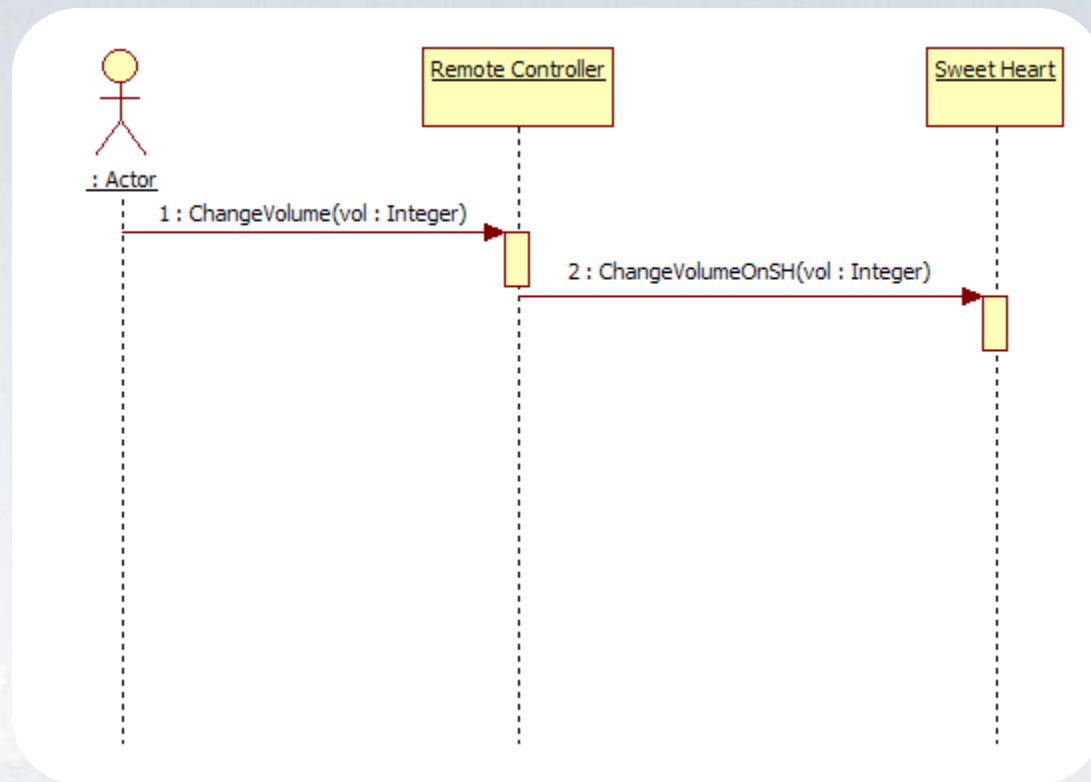 Remote Controller
Sweet Heart
: Actor
1 : ChangeVolume(vol : Integer)
2 : ChangeVolumeOnSH(vol : Integer)